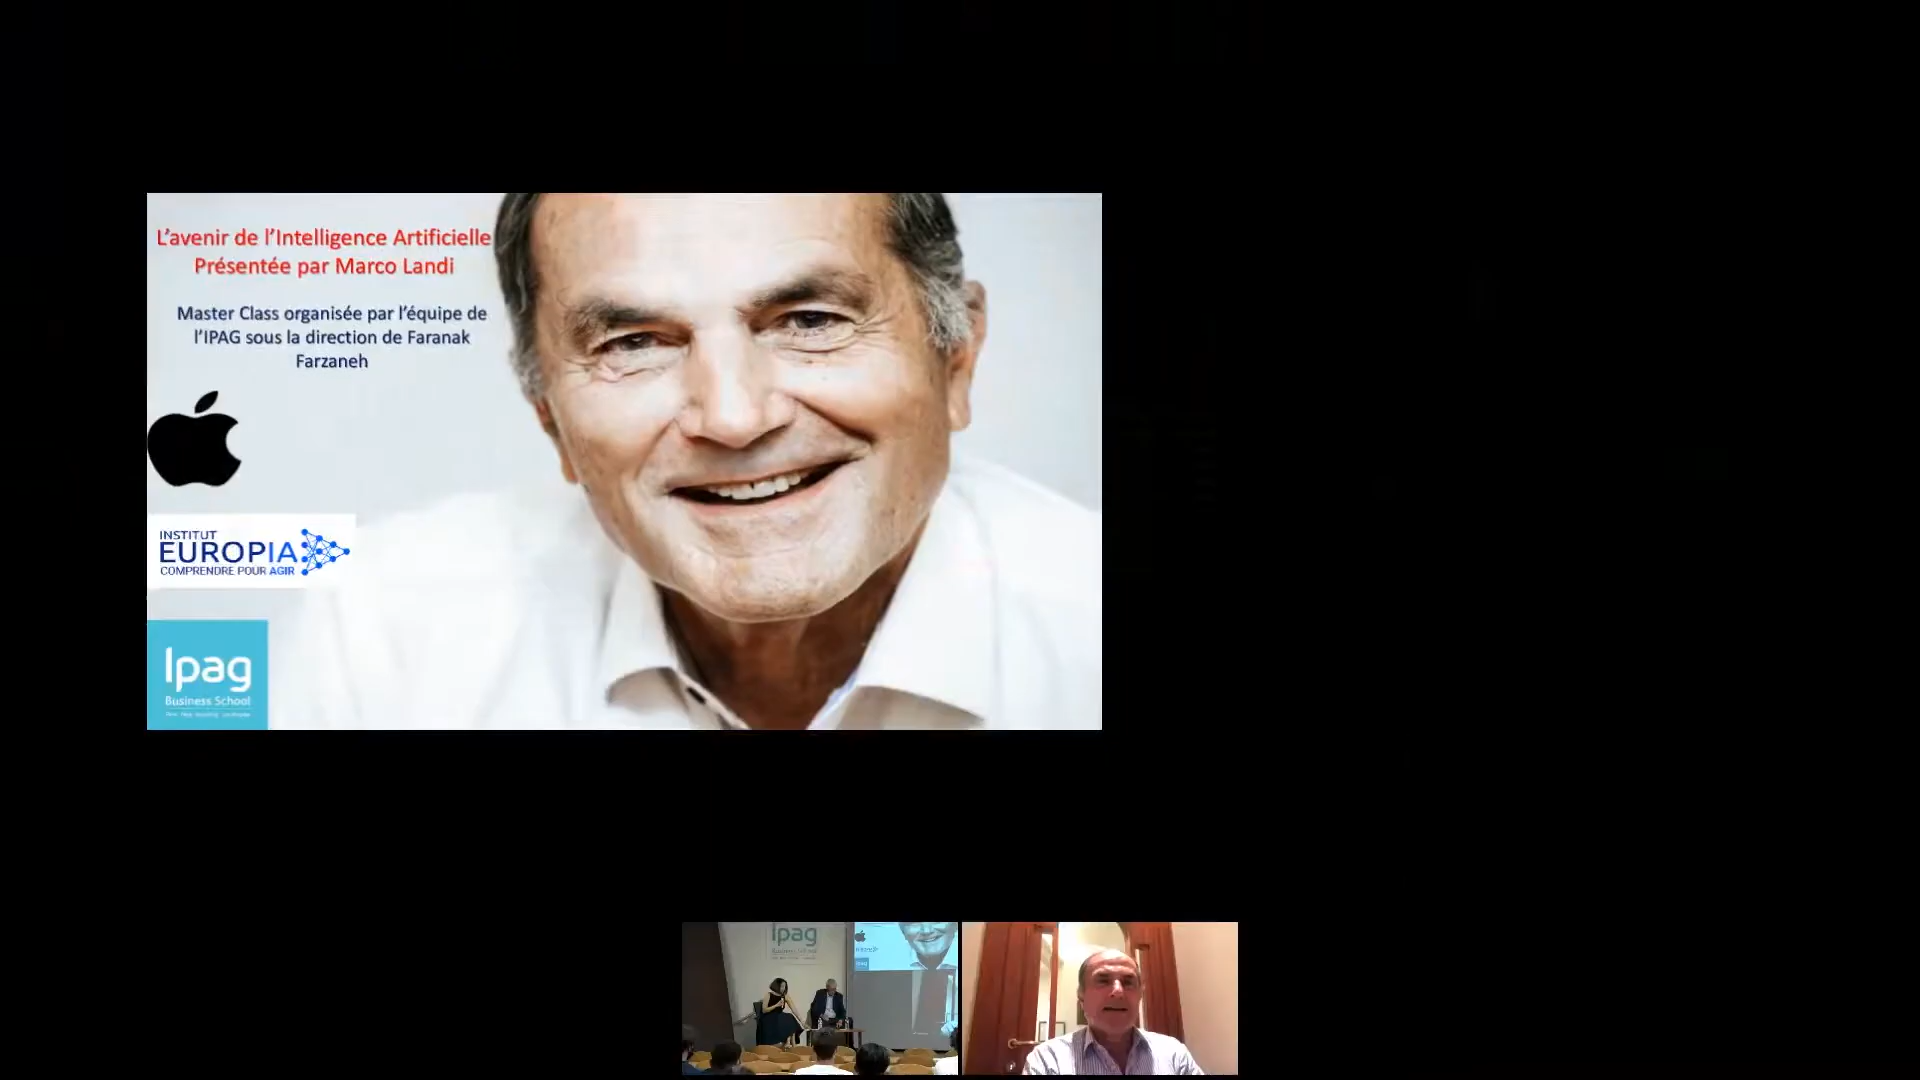 L'avenir de l'Intelligence Artificielle
Présentée par Marco Landi
Master Class organisée par l'équipe de
l'IPAG sous la direction de Faranak
Farzaneh
INSTITUT
EUROPIA
COMPRENDRE POUR AGIR
Ipag
Business School
ipag